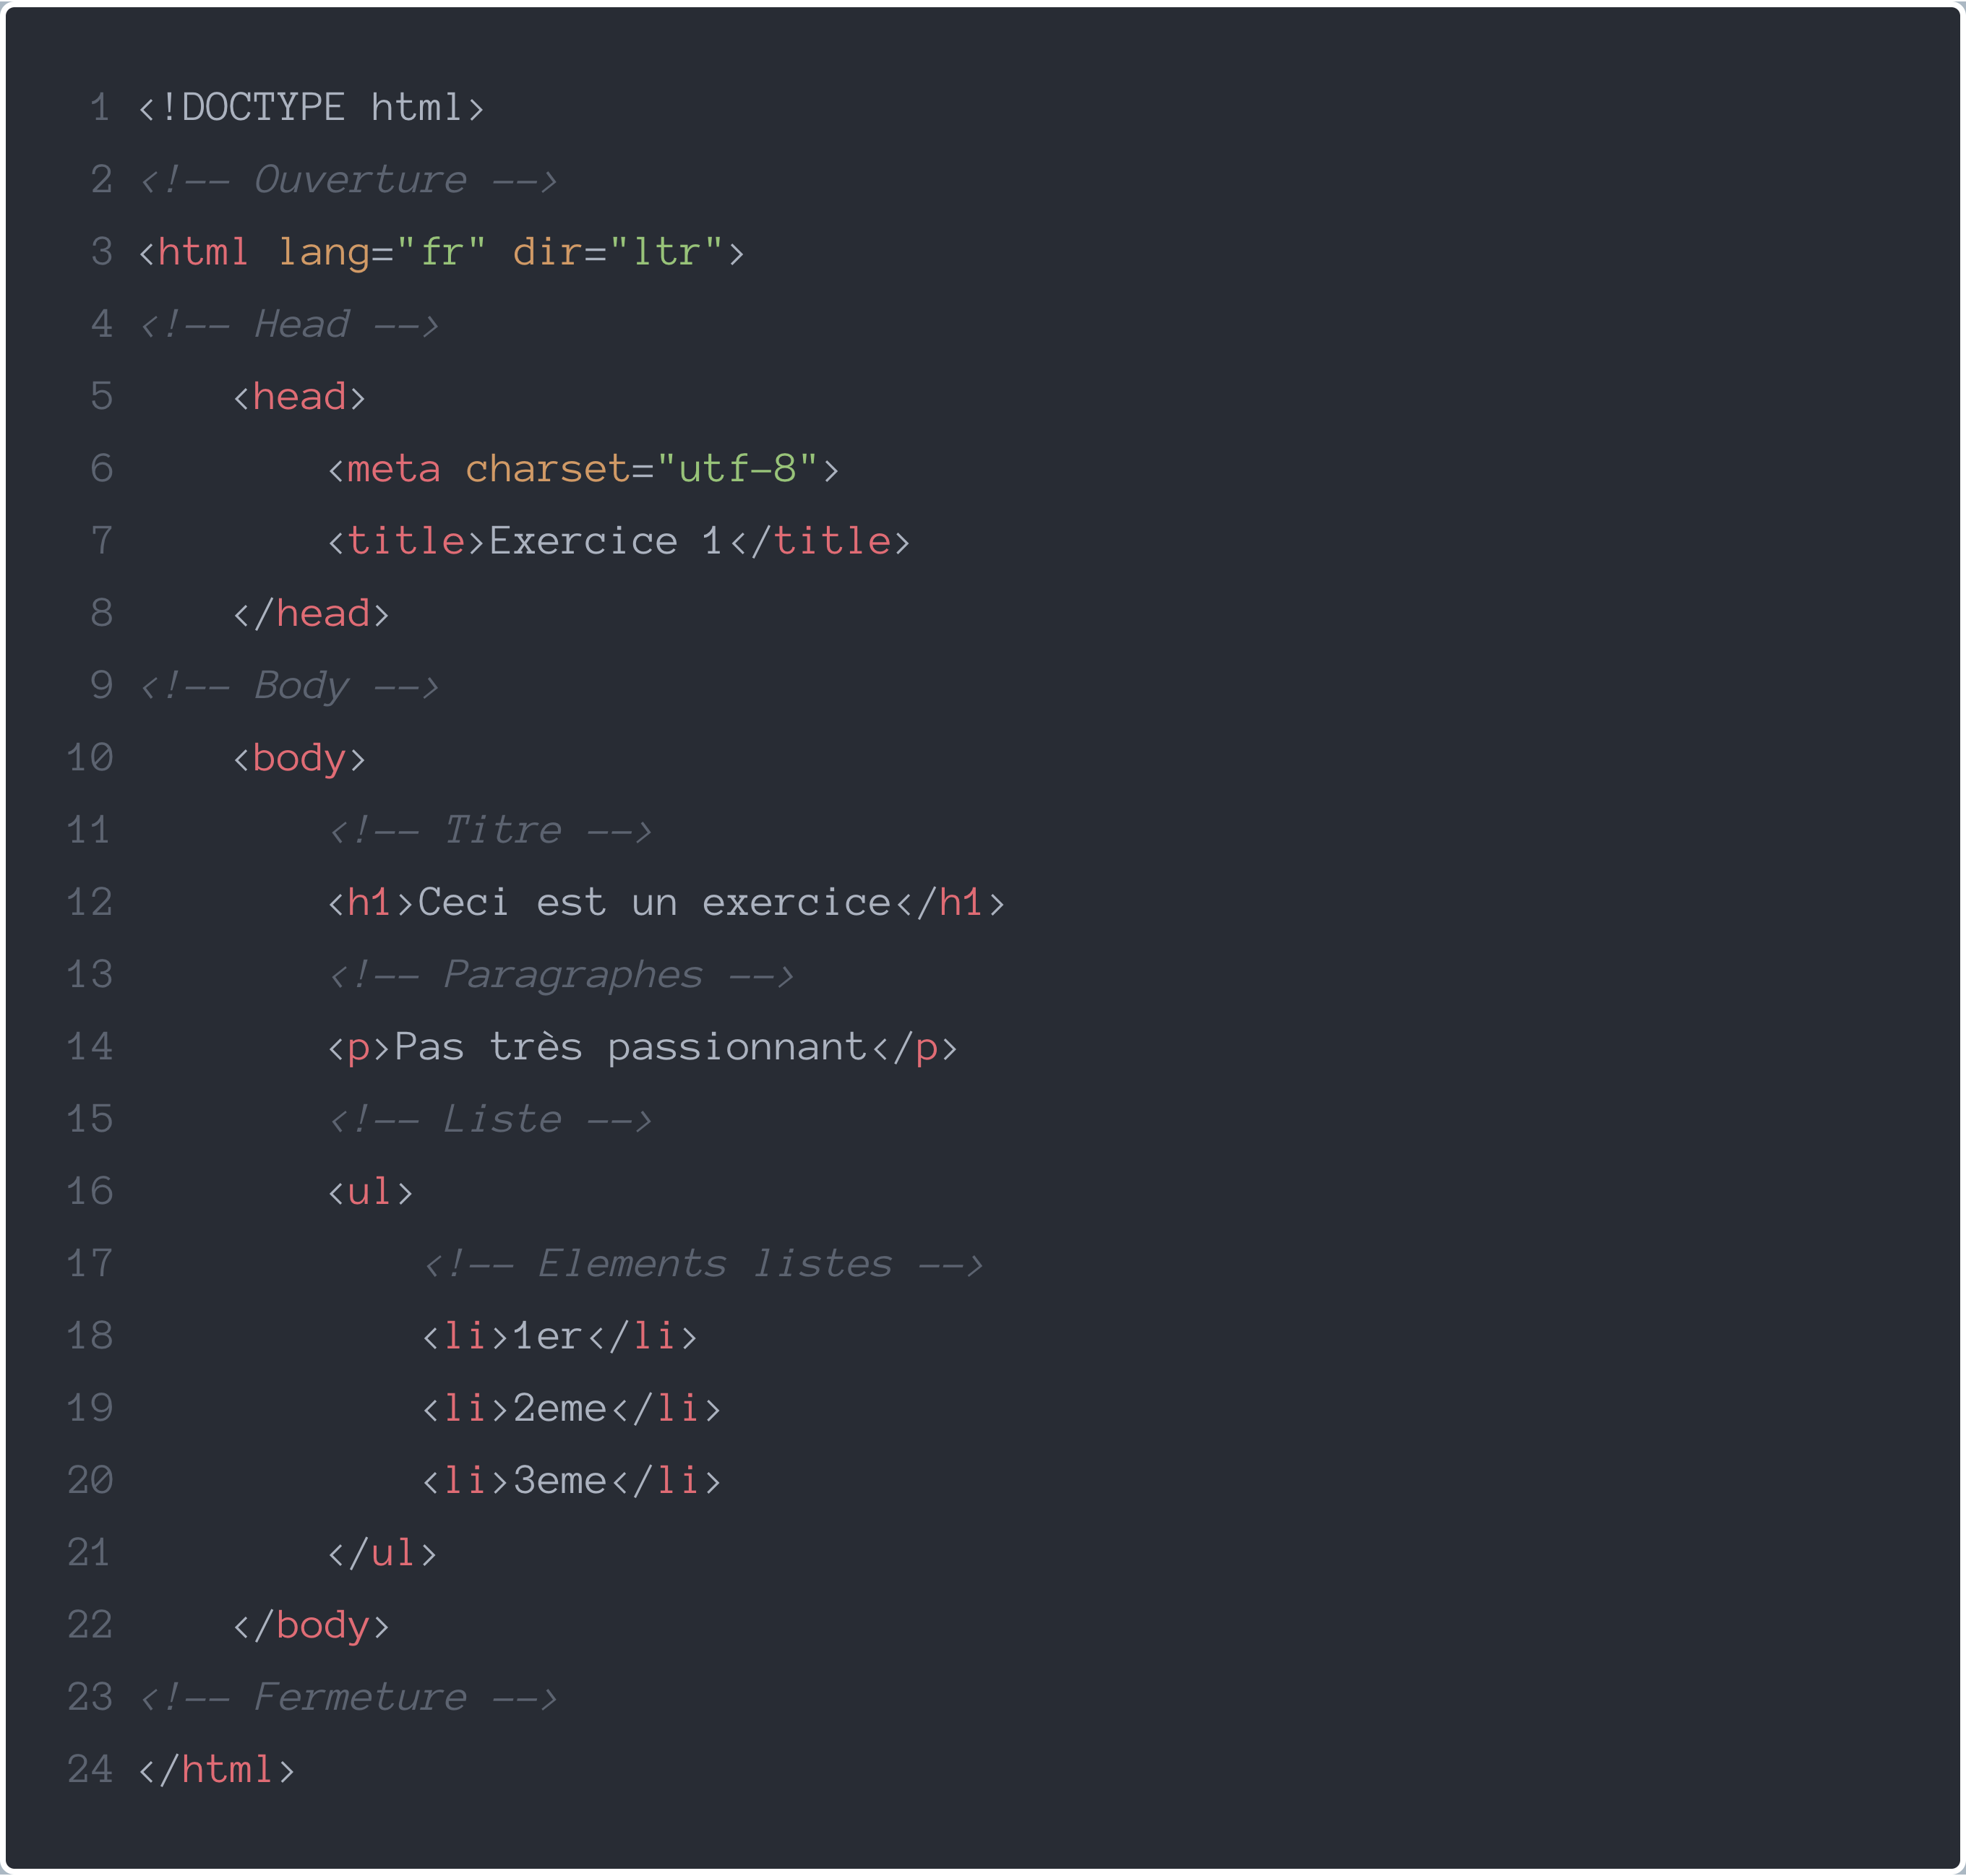 1 <!DOCTYPE html>
2 <!-- Ouverture -->
3 <html lang="fr" dir="ltr">
4 <!-- Head -->
5     <head>
6         <meta charset="utf-8">
7         <title>Exercice 1</title>
8     </head>
9 <!-- Body -->
10     <body>
11         <!-- Titre -->
12         <h1>Ceci est un exercice</h1>
13         <!-- Paragraphes -->
14         <p>Pas très passionnant</p>
15         <!-- Liste -->
16         <ul>
17             <!-- Elements listes -->
18             <li>1er</li>
19             <li>2eme</li>
20             <li>3eme</li>
21         </ul>
22     </body>
23 <!-- Fermeture -->
24 </html>